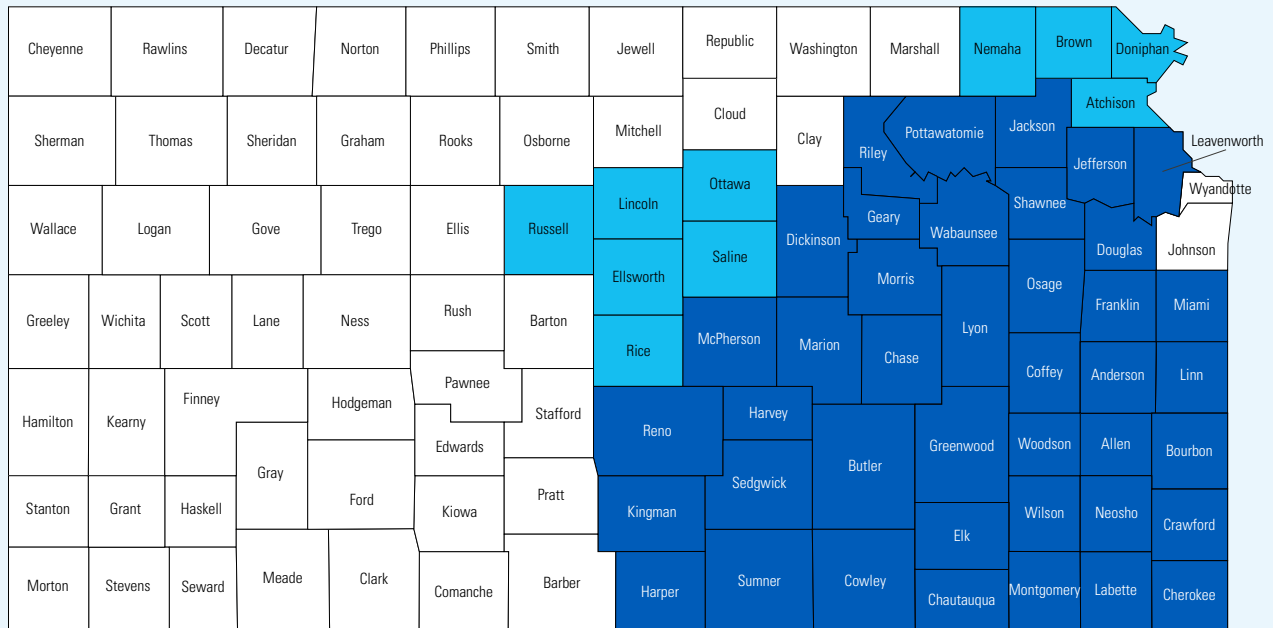 Cheyenne
Rawlins
Decatur
Norton
Phillips
Smith
Jewell
Republic
Washington
Marshall
Nemaha
Brown
Doniphan
Sherman
Thomas
Sheridan
Graham
Rooks
Osborne
Mitchell
Cloud
Clay
Riley
Pottawatomie
Jackson
Atchison
Jefferson
Leavenworth
Wyandotte
Wallace
Logan
Gove
Trego
Ellis
Russell
Lincoln
Ottawa
Saline
Dickinson
Geary
Wabaunsee
Shawnee
Douglas
Johnson
Ellsworth
Morris
Osage
Greeley
Wichita
Scott
Lane
Ness
Rush
Barton
Rice
McPherson
Marion
Chase
Lyon
Franklin
Miami
Coffey
Anderson
Linn
Hamilton
Kearny
Finney
Hodgeman
Pawnee
Stafford
Edwards
Reno
Harvey
Butler
Greenwood
Woodson
Allen
Bourbon
Gray
Ford
Sedgwick
Stanton
Grant
Haskell
Kiowa
Pratt
Kingman
Elk
Wilson
Neosho
Crawford
Morton
Stevens
Seward
Meade
Clark
Comanche
Barber
Harper
Sumner
Cowley
Chautauqua
Montgomery
Labette
Cherokee